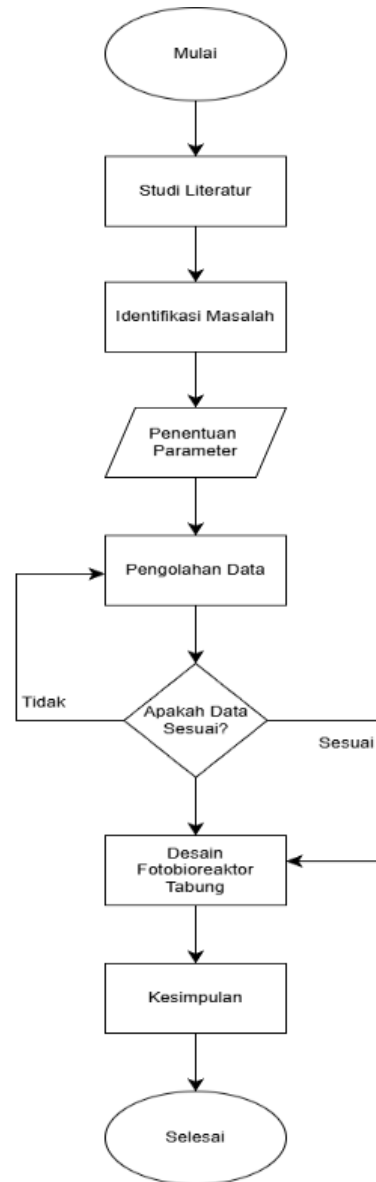 Mulai
Studi Literatur
Identifikasi Masalah
Penentuan
Parameter
Pengolahan Data
Tidak
Apakah Data
Sesuai?
Sesuai
Desain
Fotobioreaktor
Tabung
Kesimpulan
Selesai